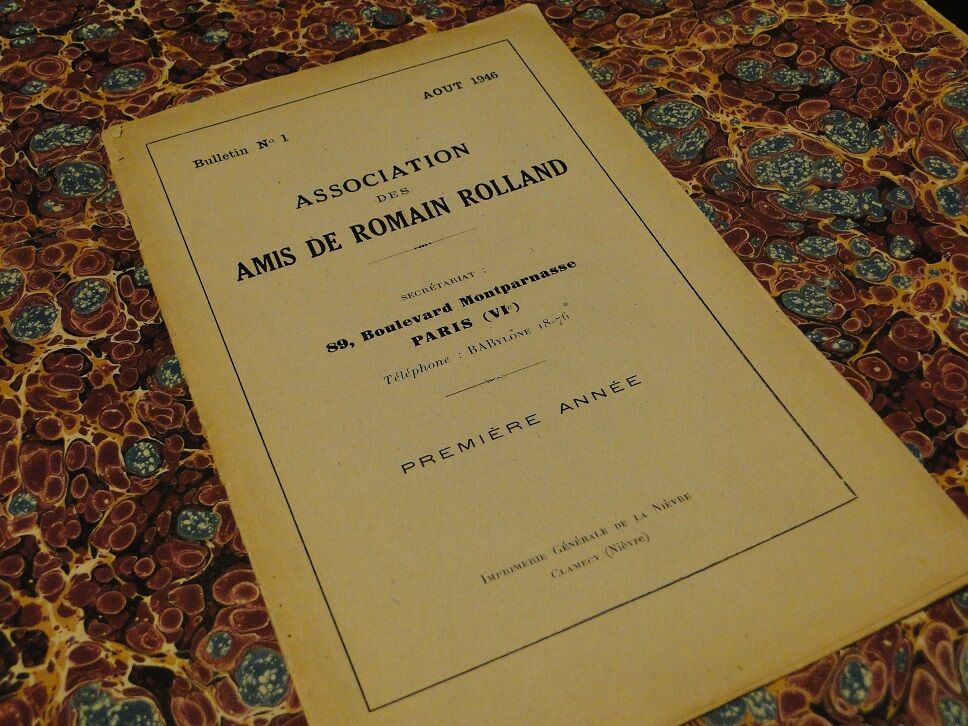 Bulletin No 1
AOUT 1946
ASSOCIATION
DES
AMIS DE ROMAIN ROLLAND
SECRÉTARIAT :
89, Boulevard Montparnasse
PARIS (VIe)
Téléphone : BABylône 18-76
PREMIÈRE ANNÉE
IMPRIMERIE GÉNÉRALE DE LA NIÈVRE
CLAMECY (Nièvre)